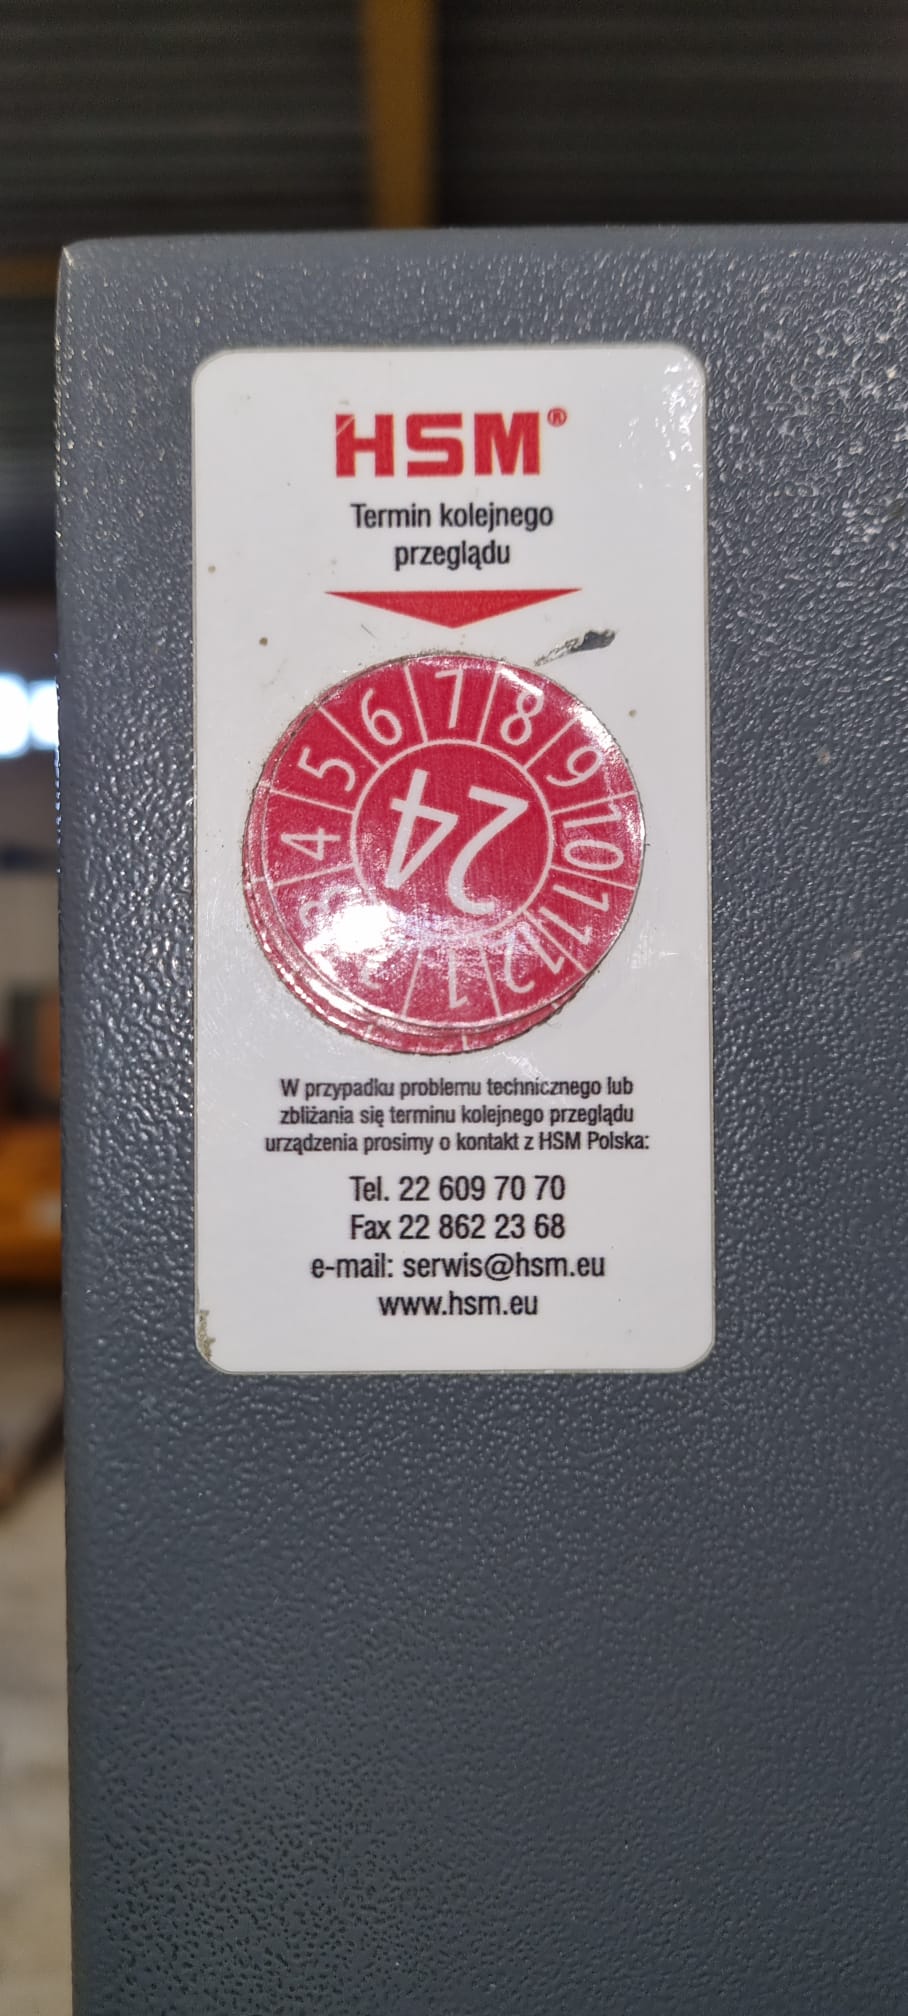 HSM®
Termin kolejnego
przeglądu
5 6 7 8 9
4 24 10
3 11
2 1 12
W przypadku problemu technicznego lub
zbliżania się terminu kolejnego przeglądu
urządzenia prosimy o kontakt z HSM Polska:
Tel. 22 609 70 70
Fax 22 862 23 68
e-mail: serwis@hsm.eu
www.hsm.eu